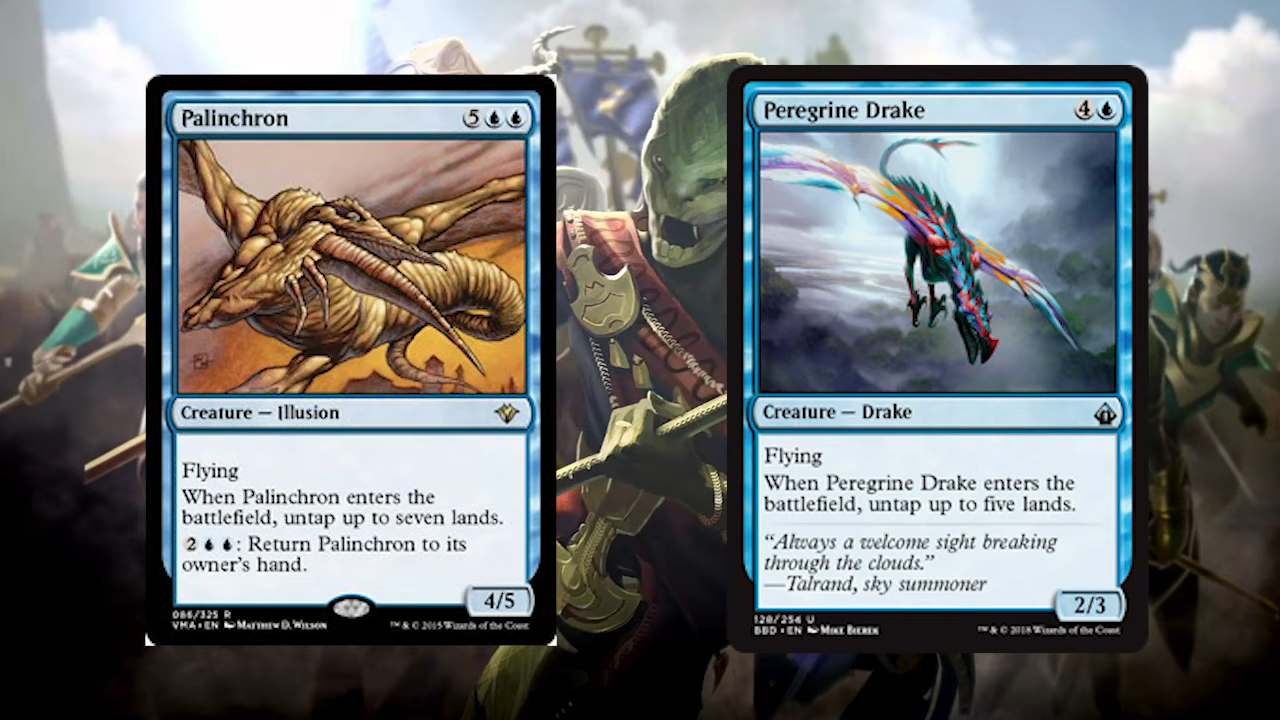 Palinchron 5
Creature — Illusion
Flying
When Palinchron enters the
battlefield, untap up to seven lands.
2 : Return Palinchron to its
owner's hand.
4/5
086/325 R
VMA • EN Matthew D. Wilson
™ & © 2015 Wizards of the Coast
Peregrine Drake 4
Creature — Drake
Flying
When Peregrine Drake enters the
battlefield, untap up to five lands.
"Always a welcome sight breaking
through the clouds."
—Talrand, sky summoner
2/3
128/254 U
BBD • EN Mike Bierek
™ & © 2018 Wizards of the Coast